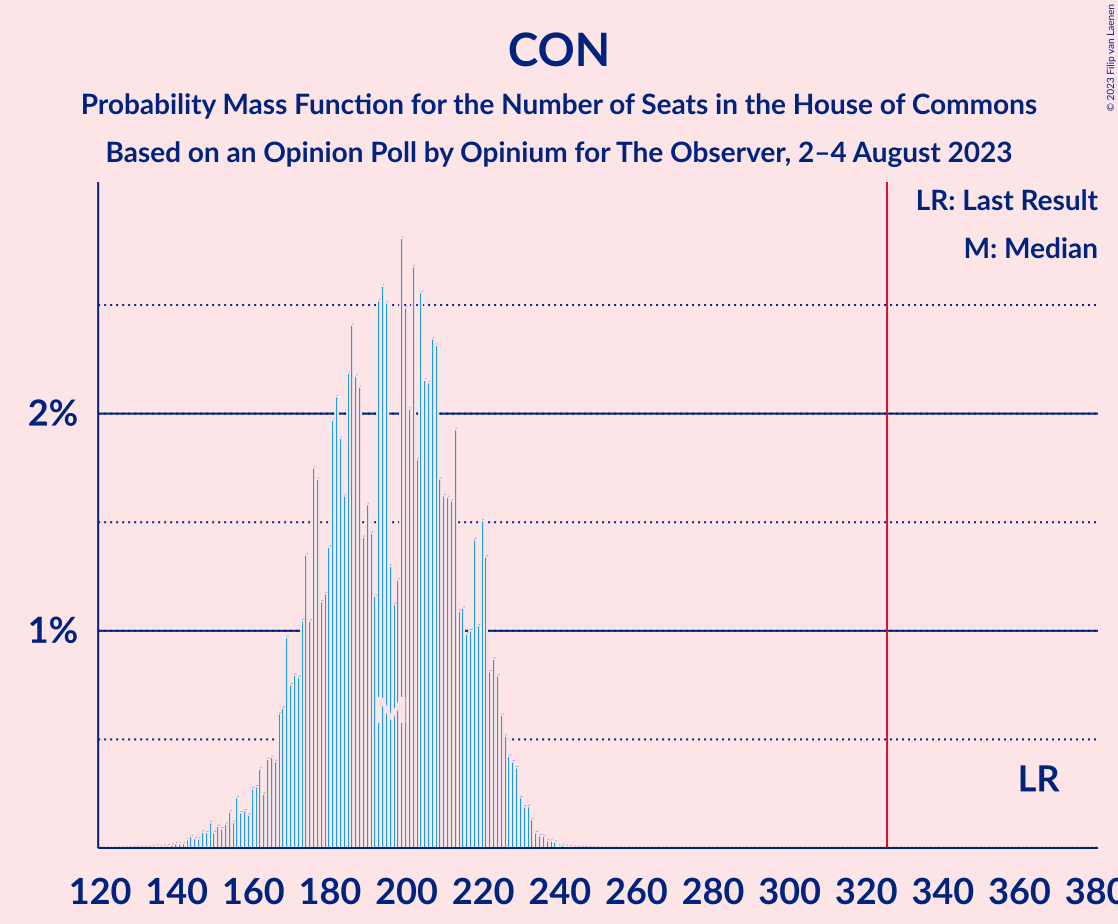 CON
Probability Mass Function for the Number of Seats in the House of Commons
Based on an Opinion Poll by Opinium for The Observer, 2–4 August 2023
© 2023 Filip van Laenen
LR: Last Result
M: Median
2%
1%
M
LR
120 140 160 180 200 220 240 260 280 300 320 340 360 380